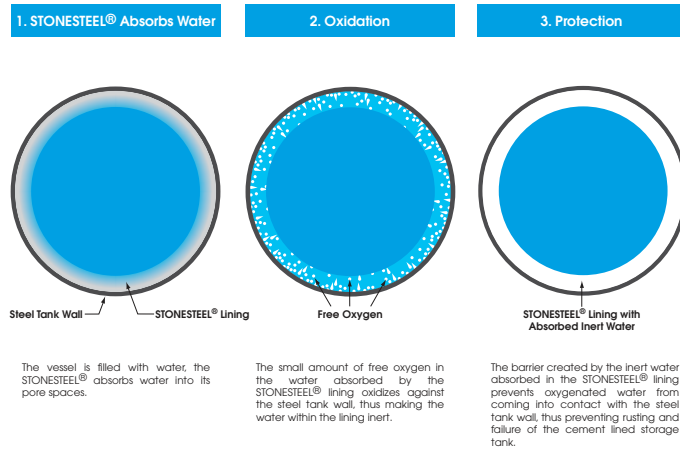 1. STONESTEEL® Absorbs Water
2. Oxidation
3. Protection
Steel Tank Wall
STONESTEEL® Lining
Free Oxygen
STONESTEEL® Lining with
Absorbed Inert Water
The vessel is filled with water, the
STONESTEEL® absorbs water into its
pore spaces.
The small amount of free oxygen in
the water absorbed by the
STONESTEEL® lining oxidizes against
the steel tank wall, thus making the
water within the lining inert.
The barrier created by the inert water
absorbed in the STONESTEEL® lining
prevents oxygenated water from
coming into contact with the steel
tank wall, thus preventing rusting and
failure of the cement lined storage
tank.